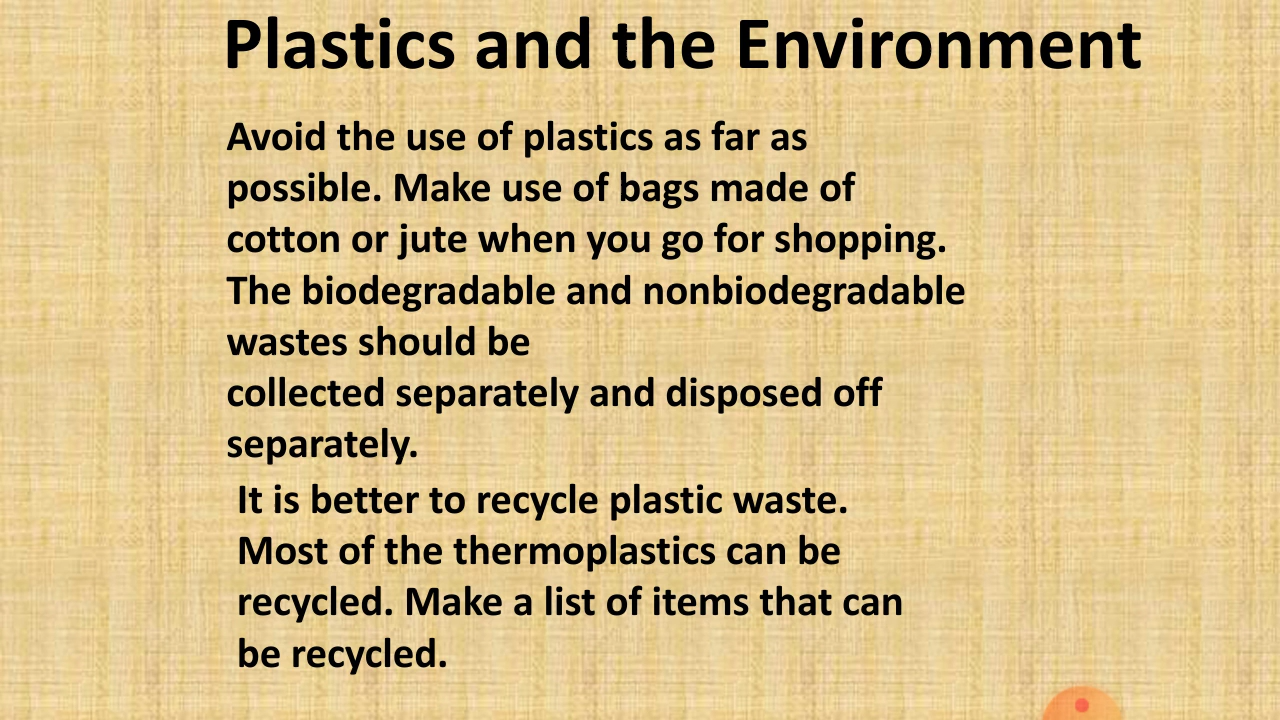 Plastics and the Environment
Avoid the use of plastics as far as
possible. Make use of bags made of
cotton or jute when you go for shopping.
The biodegradable and nonbiodegradable
wastes should be
collected separately and disposed off
separately.
It is better to recycle plastic waste.
Most of the thermoplastics can be
recycled. Make a list of items that can
be recycled.